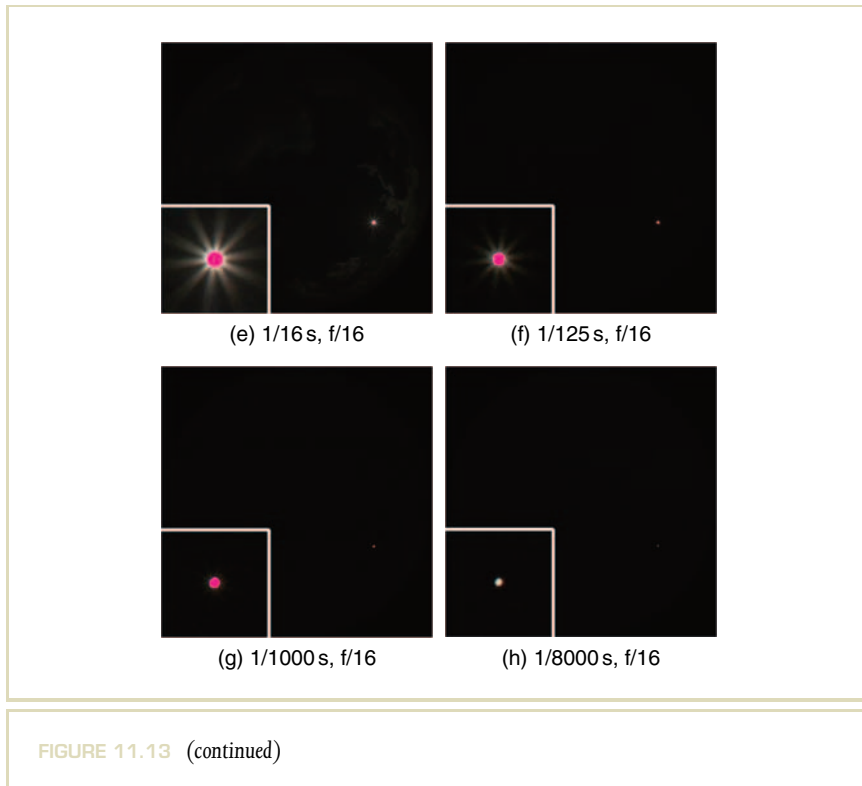 (e) 1/16 s, f/16
(f) 1/125 s, f/16
(g) 1/1000 s, f/16
(h) 1/8000 s, f/16
FIGURE 11.13 (continued)